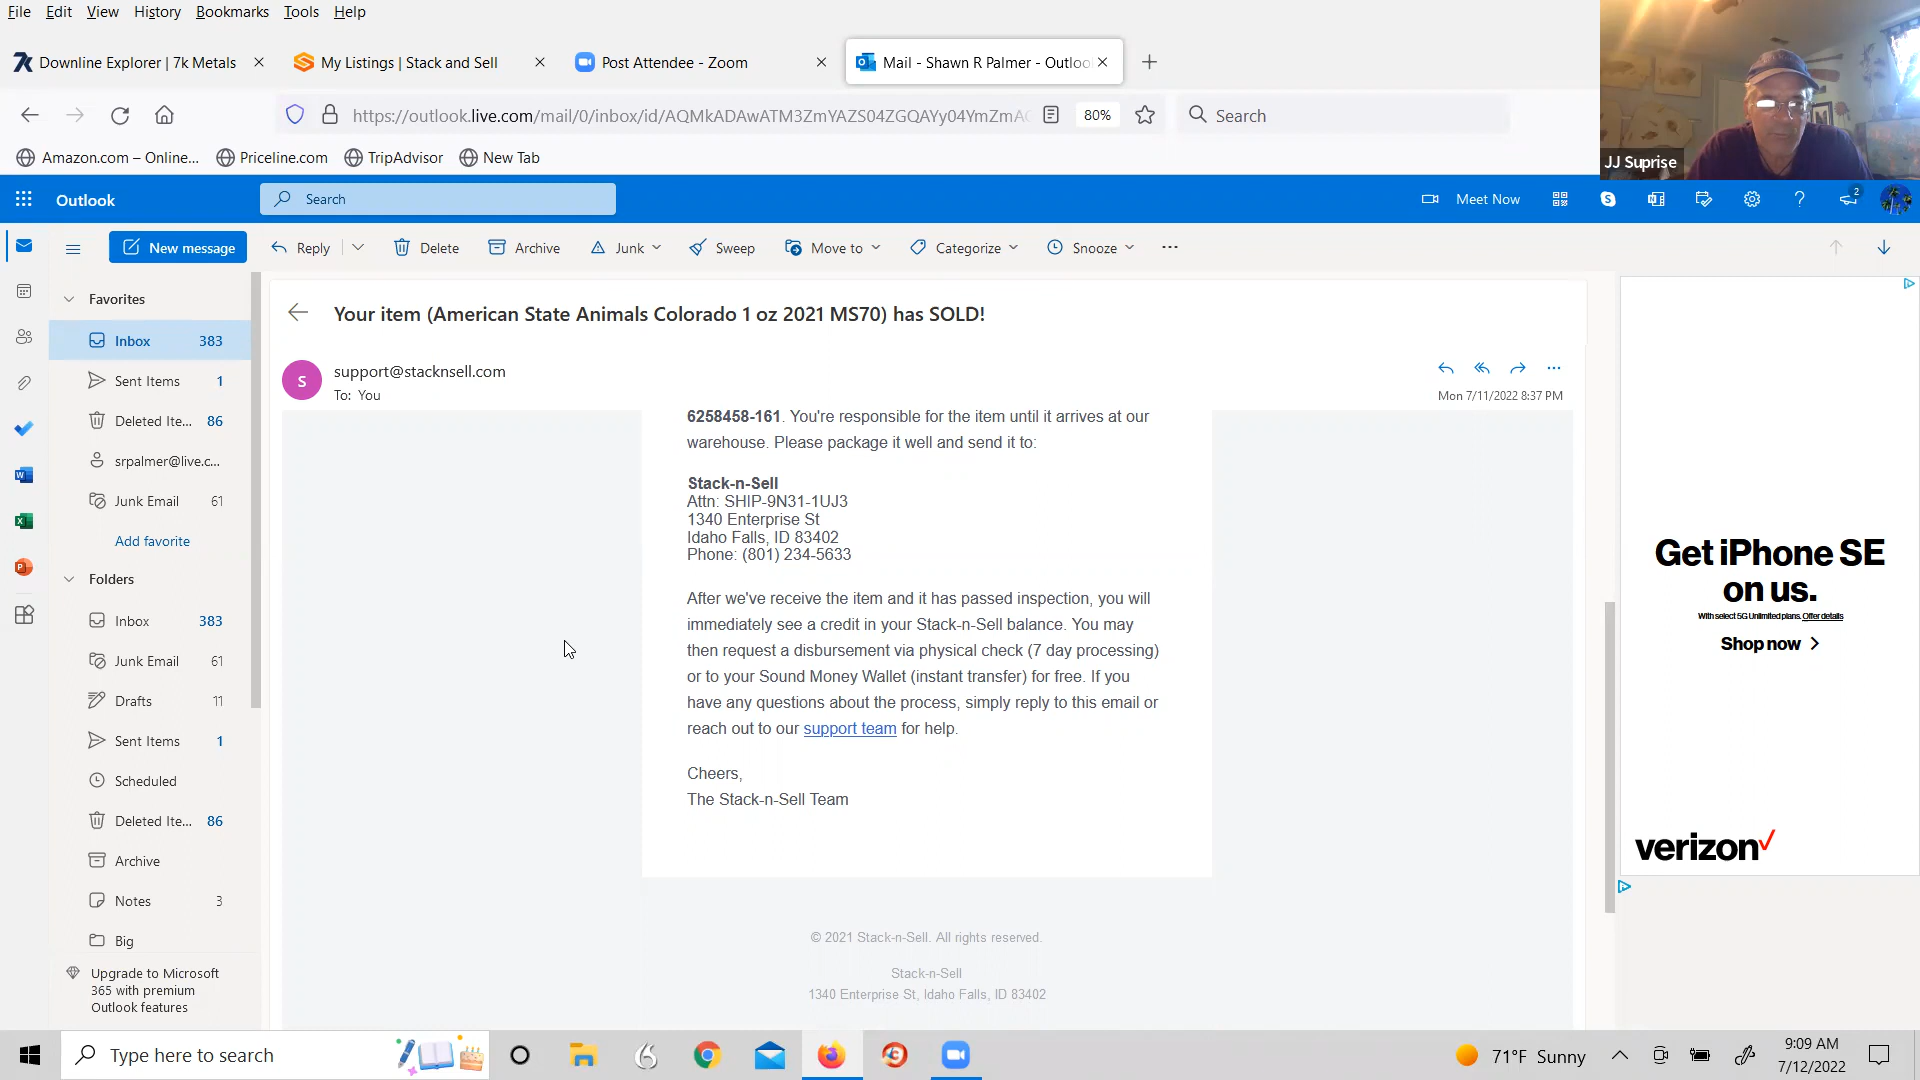 File Edit View History Bookmarks Tools Help
Downline Explorer | 7k Metals
My Listings | Stack and Sell
Post Attendee - Zoom
Mail - Shawn R Palmer - Outloo
https://outlook.live.com/mail/0/inbox/id/AQMkADAwATM3ZmYAZS04ZGQAYy04YmZmAC
80%
Search
JJ Suprise
Amazon.com – Online...
Priceline.com
TripAdvisor
New Tab
Outlook
Search
Meet Now
2
New message
Reply
Delete
Archive
Junk
Sweep
Move to
Categorize
Snooze
Favorites
Inbox 383
Sent Items 1
Deleted Ite... 86
srpalmer@live.c...
Junk Email 61
Add favorite
Folders
Inbox 383
Junk Email 61
Drafts 11
Sent Items 1
Scheduled
Deleted Ite... 86
Archive
Notes 3
Big
Upgrade to Microsoft
365 with premium
Outlook features
Your item (American State Animals Colorado 1 oz 2021 MS70) has SOLD!
S
support@stacknsell.com
To: You
Mon 7/11/2022 8:37 PM
6258458-161. You're responsible for the item until it arrives at our
warehouse. Please package it well and send it to:
Stack-n-Sell
Attn: SHIP-9N31-1UJ3
1340 Enterprise St
Idaho Falls, ID 83402
Phone: (801) 234-5633
After we've receive the item and it has passed inspection, you will
immediately see a credit in your Stack-n-Sell balance. You may
then request a disbursement via physical check (7 day processing)
or to your Sound Money Wallet (instant transfer) for free. If you
have any questions about the process, simply reply to this email or
reach out to our support team for help.
Cheers,
The Stack-n-Sell Team
© 2021 Stack-n-Sell. All rights reserved.
Stack-n-Sell
1340 Enterprise St, Idaho Falls, ID 83402
Get iPhone SE
on us.
With select 5G Unlimited plans. Offer details
Shop now
verizon
Type here to search
71°F Sunny
9:09 AM
7/12/2022